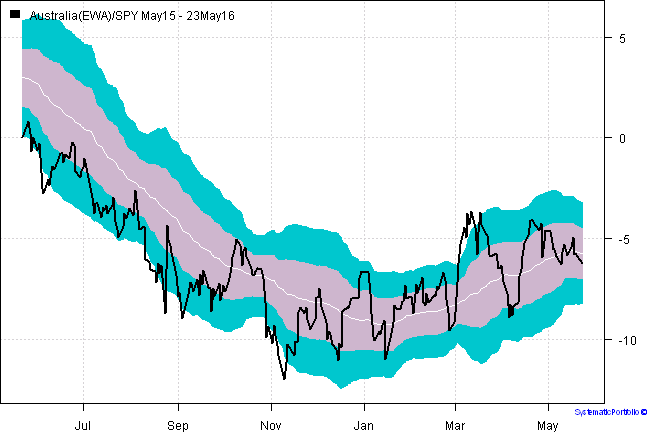 Australia(EWA)/SPY May15 - 23May16
5
0
-5
-10
Jul Sep Nov Jan Mar May
SystematicPortfolio ©